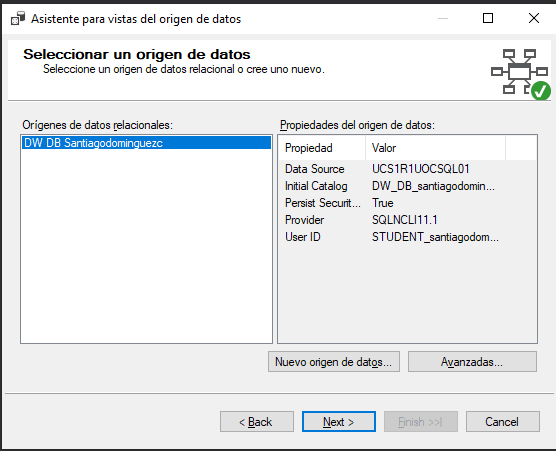 Asistente para vistas del origen de datos
Seleccionar un origen de datos
Seleccione un origen de datos relacional o cree uno nuevo.
Orígenes de datos relacionales:
DW DB Santiagodominguezc
Propiedades del origen de datos:
Propiedad Valor
Data Source UCS1R1UOCSQL01
Initial Catalog DW_DB_santiagodomin...
Persist Securit... True
Provider SQLNCLI11.1
User ID STUDENT_santiagodom...
Nuevo origen de datos... Avanzadas...
< Back Next > Finish >>| Cancel